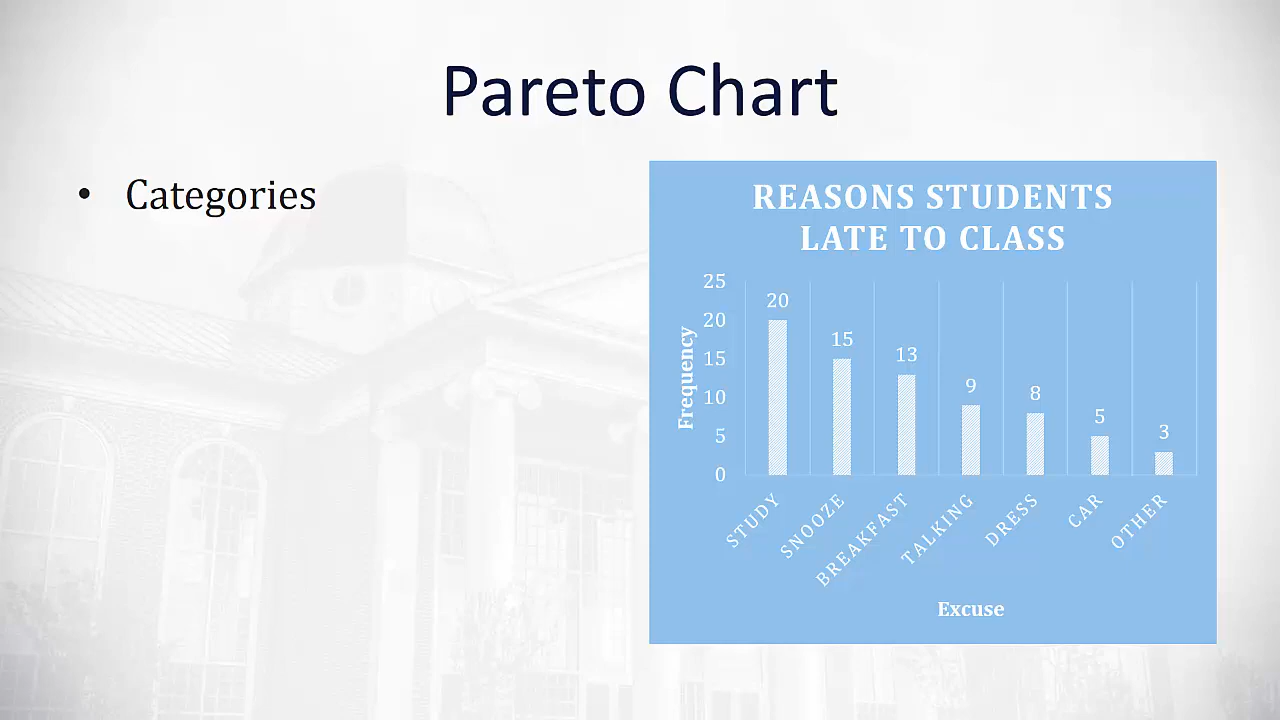 Pareto Chart
• Categories
REASONS STUDENTS
LATE TO CLASS
Frequency
25
20
15
10
5
0
20
15
13
9
8
5
3
STUDY
SNOOZE
BREAKFAST
TALKING
DRESS
CAR
OTHER
Excuse